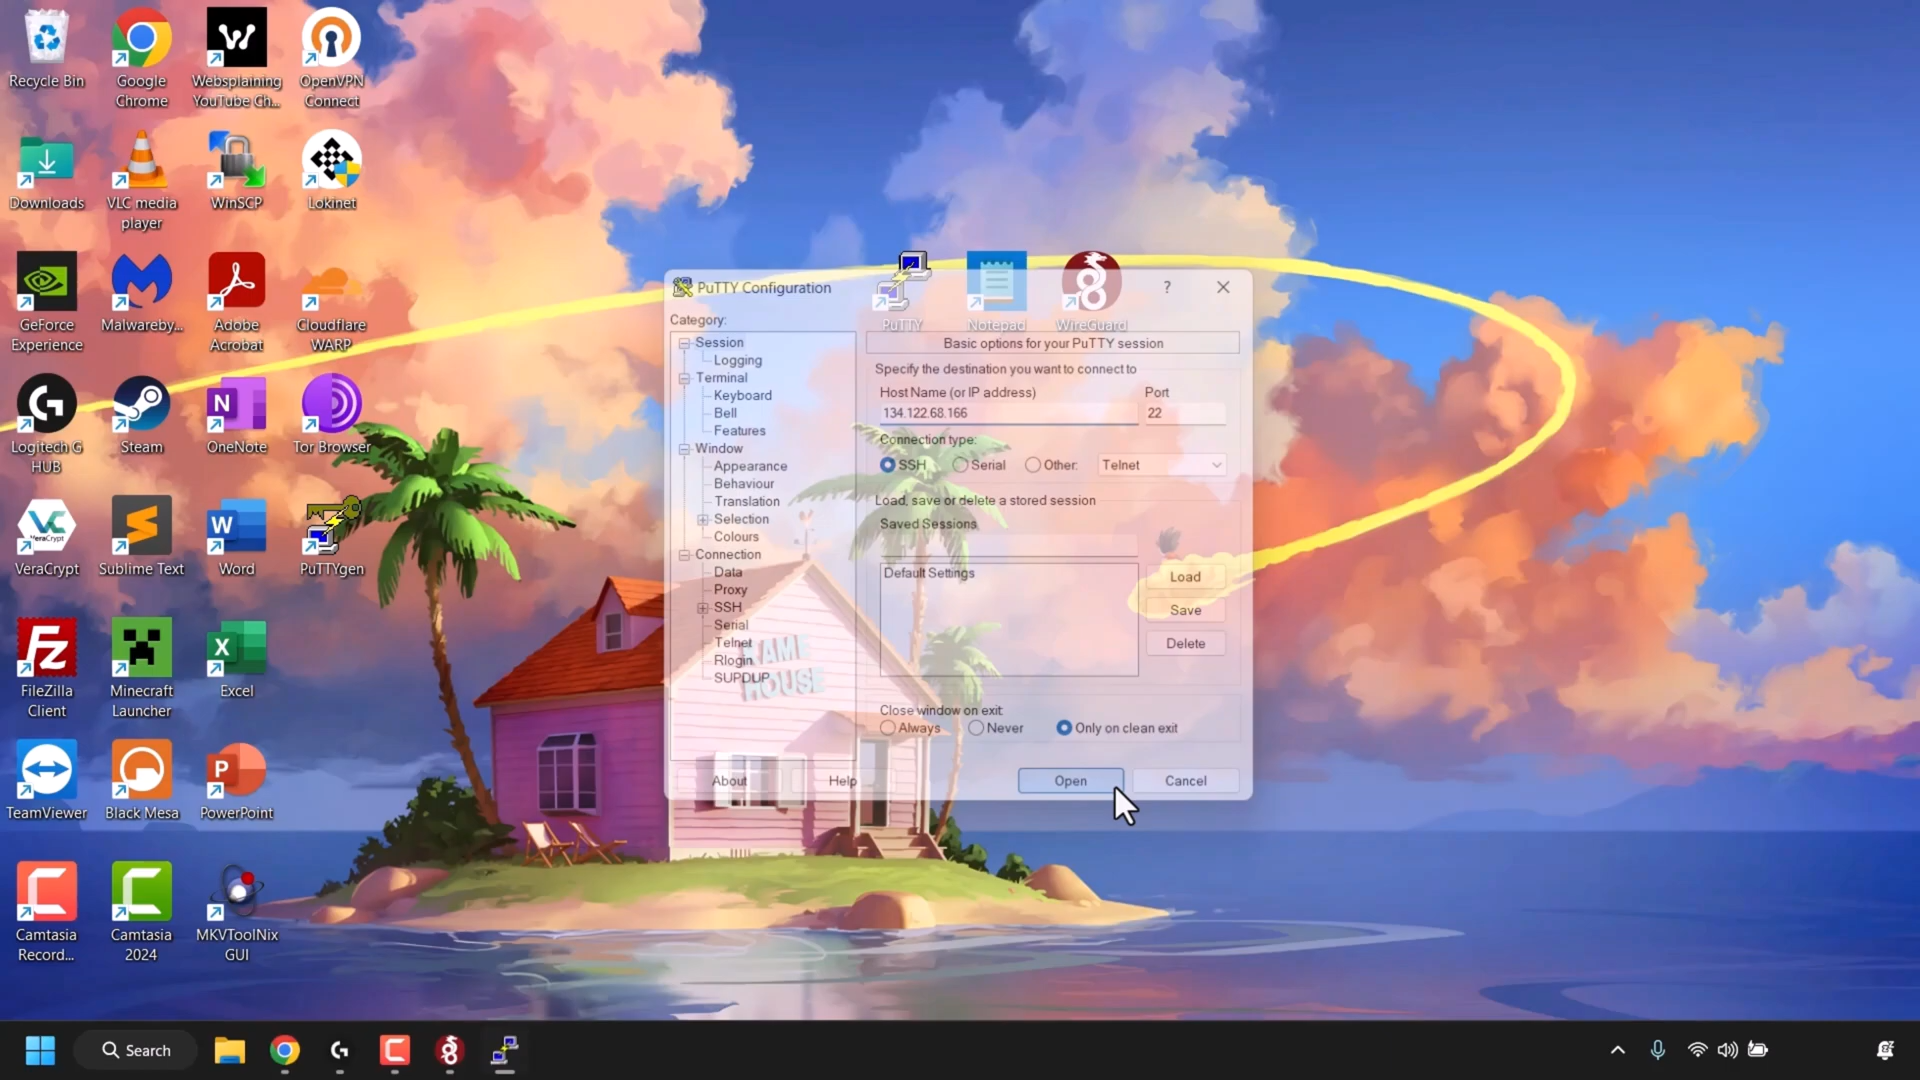 Recycle Bin
Google
Chrome
Websplaining
YouTube Ch...
OpenVPN
Connect
Downloads
VLC media
player
WinSCP
Lokinet
GeForce
Experience
Malwareby...
Adobe
Acrobat
Cloudflare
WARP
Logitech G
HUB
Steam
OneNote
Tor Browser
VeraCrypt
VeraCrypt
Sublime Text
Word
PuTTYgen
FileZilla
Client
Minecraft
Launcher
Excel
TeamViewer
Black Mesa
PowerPoint
Camtasia
Record...
Camtasia
2024
MKVToolNix
GUI
PuTTY
Notepad
WireGuard
KAME
HOUSE
PuTTY Configuration
?
Category:
Session
Logging
Terminal
Keyboard
Bell
Features
Window
Appearance
Behaviour
Translation
Selection
Colours
Connection
Data
Proxy
SSH
Serial
Telnet
Rlogin
SUPDUP
Basic options for your PuTTY session
Specify the destination you want to connect to
Host Name (or IP address)
Port
134.122.68.166
22
Connection type:
SSH
Serial
Other:
Telnet
Load, save or delete a stored session
Saved Sessions
Default Settings
Load
Save
Delete
Close window on exit:
Always
Never
Only on clean exit
About
Help
Open
Cancel
Search